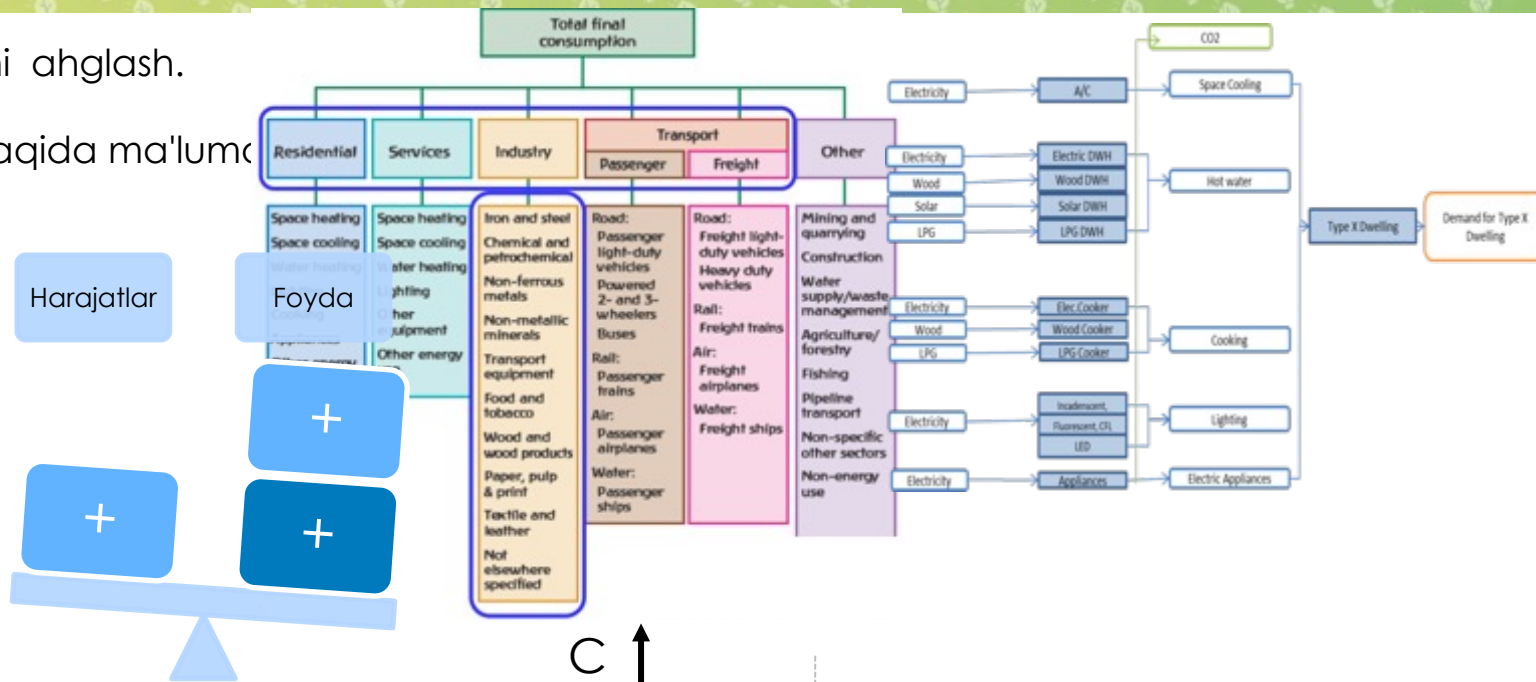 ni ahglash.
aqida ma'lumo
Harajatlar
Foyda
+
+
+
Total final
consumption
Residential
Services
Industry
Transport
Passenger
Freight
Other
Space heating
Space cooling
Water heating
Cooking
Appliances
Other energy
Space heating
Space cooling
Water heating
Lighting
Other
equipment
Other energy
Iron and steel
Chemical and
petrochemical
Non-ferrous
metals
Non-metallic
minerals
Transport
equipment
Food and
tobacco
Wood and
wood products
Paper, pulp
& print
Textile and
leather
Not
elsewhere
specified
Road:
Passenger
light-duty
vehicles
Powered
2- and 3-
wheelers
Buses
Rail:
Passenger
trains
Air:
Passenger
airplanes
Water:
Passenger
ships
Road:
Freight light-
duty vehicles
Heavy duty
vehicles
Rail:
Freight trains
Air:
Freight
airplanes
Water:
Freight ships
Mining and
quarrying
Construction
Water
supply/waste
management
Agriculture/
forestry
Fishing
Pipeline
transport
Non-specific
other sectors
Non-energy
use
CO2
Electricity
A/C
Space Cooling
Electricity
Electric DWH
Wood
Wood DWH
Hot water
Solar
Solar DWH
LPG
LPG DWH
Type X Dwelling
Demand for Type X
Dwelling
Electricity
Elec.Cooker
Wood
Wood Cooker
Cooking
LPG
LPG Cooker
Electricity
Incadenscent,
Fluorescent, CFL
LED
Lighting
Electricity
Appliances
Electric Appliances
C